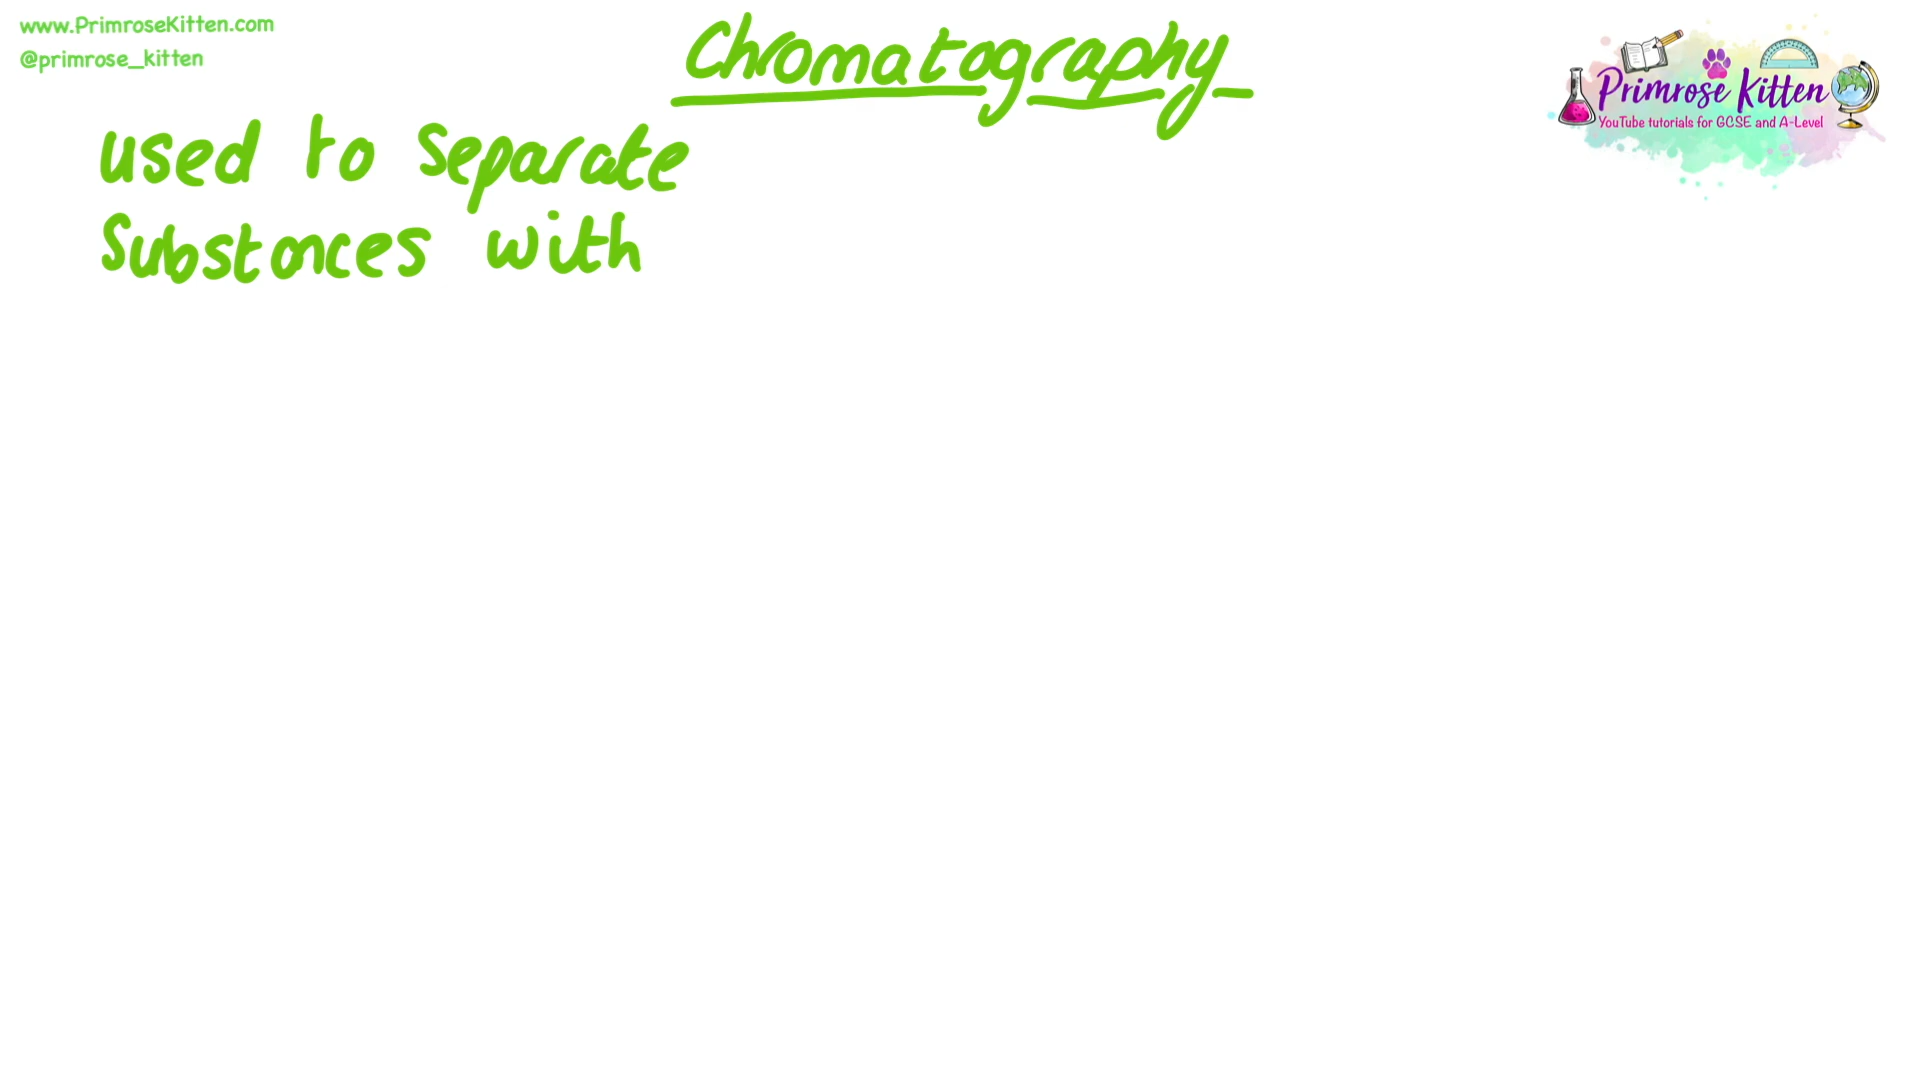 www.PrimroseKitten.com
@primrose_kitten
Chromatography
Primrose Kitten
YouTube tutorials for GCSE and A-Level
used to separate
Substances with